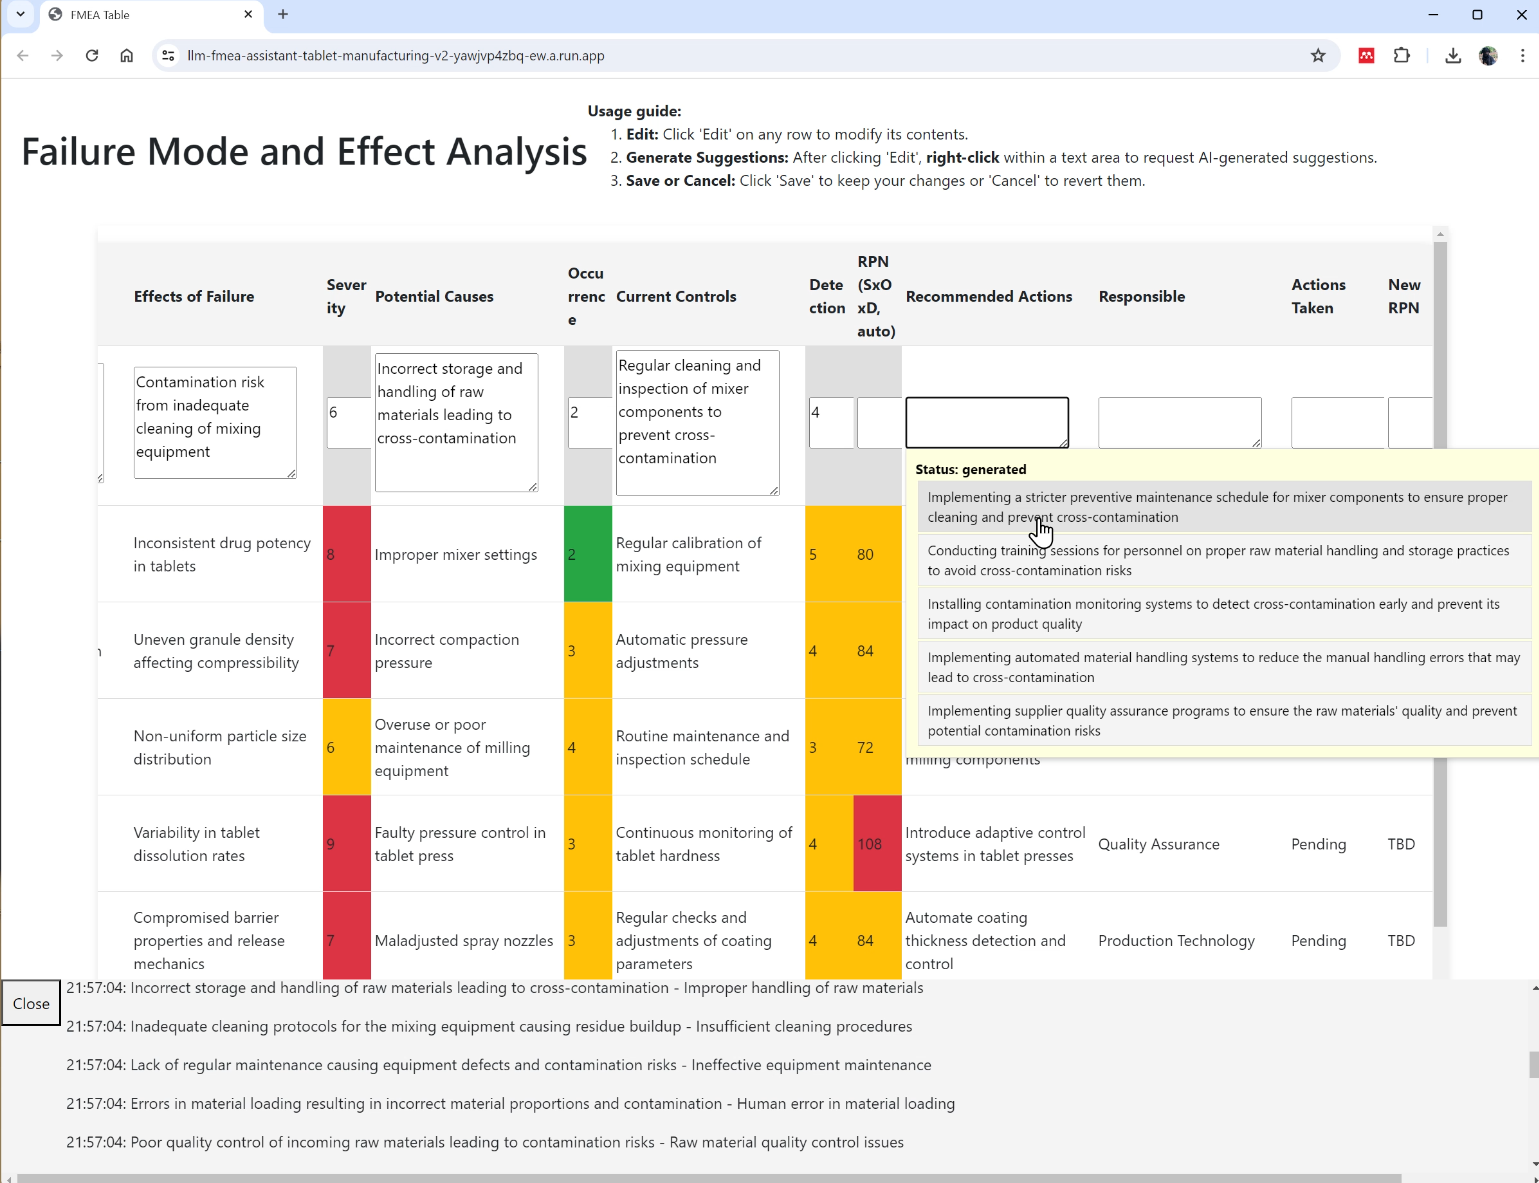 FMEA Table
llm-fmea-assistant-tablet-manufacturing-v2-yawjvp4zbq-ew.a.run.app
Failure Mode and Effect Analysis
Usage guide:
1. Edit: Click 'Edit' on any row to modify its contents.
2. Generate Suggestions: After clicking 'Edit', right-click within a text area to request AI-generated suggestions.
3. Save or Cancel: Click 'Save' to keep your changes or 'Cancel' to revert them.
Effects of Failure
Sever
ity
Potential Causes
Occu
rrenc
e
Current Controls
Dete
ction
RPN
(SxO
xD,
auto)
Recommended Actions
Responsible
Actions
Taken
New
RPN
Contamination risk
from inadequate
cleaning of mixing
equipment
6
Incorrect storage and
handling of raw
materials leading to
cross-contamination
2
Regular cleaning and
inspection of mixer
components to
prevent cross-
contamination
4
Status: generated
Implementing a stricter preventive maintenance schedule for mixer components to ensure proper
cleaning and prevent cross-contamination
Conducting training sessions for personnel on proper raw material handling and storage practices
to avoid cross-contamination risks
Installing contamination monitoring systems to detect cross-contamination early and prevent its
impact on product quality
Implementing automated material handling systems to reduce the manual handling errors that may
lead to cross-contamination
Implementing supplier quality assurance programs to ensure the raw materials' quality and prevent
potential contamination risks
Inconsistent drug potency
in tablets
8
Improper mixer settings
2
Regular calibration of
mixing equipment
5
80
Uneven granule density
affecting compressibility
7
Incorrect compaction
pressure
3
Automatic pressure
adjustments
4
84
Non-uniform particle size
distribution
6
Overuse or poor
maintenance of milling
equipment
4
Routine maintenance and
inspection schedule
3
72
milling components
Variability in tablet
dissolution rates
9
Faulty pressure control in
tablet press
3
Continuous monitoring of
tablet hardness
4
108
Introduce adaptive control
systems in tablet presses
Quality Assurance
Pending
TBD
Compromised barrier
properties and release
mechanics
7
Maladjusted spray nozzles
3
Regular checks and
adjustments of coating
parameters
4
84
Automate coating
thickness detection and
control
Production Technology
Pending
TBD
Close
21:57:04: Incorrect storage and handling of raw materials leading to cross-contamination - Improper handling of raw materials
21:57:04: Inadequate cleaning protocols for the mixing equipment causing residue buildup - Insufficient cleaning procedures
21:57:04: Lack of regular maintenance causing equipment defects and contamination risks - Ineffective equipment maintenance
21:57:04: Errors in material loading resulting in incorrect material proportions and contamination - Human error in material loading
21:57:04: Poor quality control of incoming raw materials leading to contamination risks - Raw material quality control issues